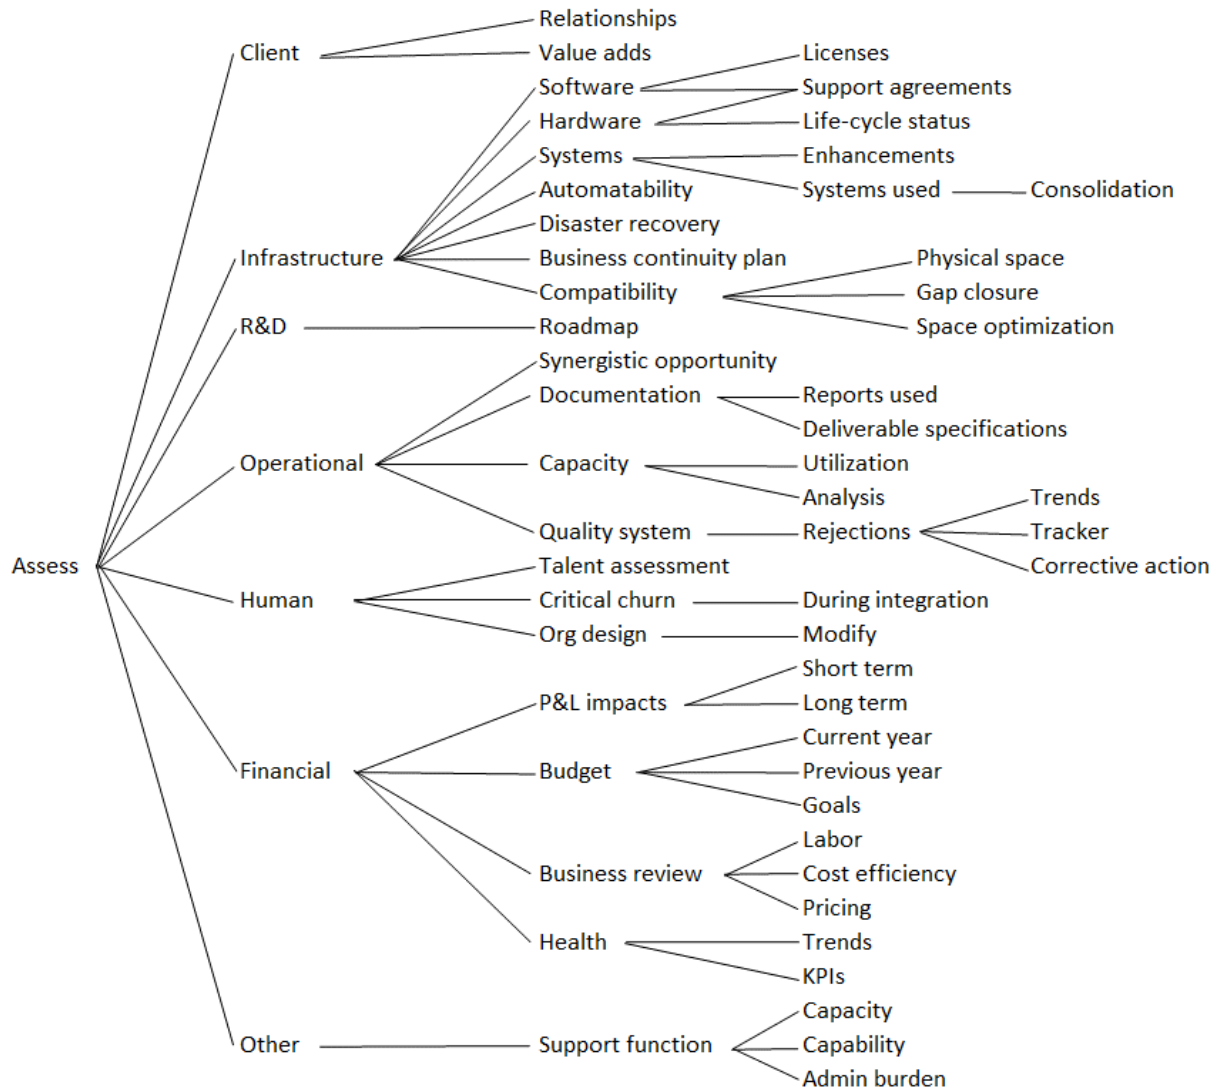 Relationships
Client
Value adds
Licenses
Software
Support agreements
Hardware
Life-cycle status
Systems
Enhancements
Automatability
Systems used
Consolidation
Disaster recovery
Infrastructure
Business continuity plan
Physical space
Compatibility
Gap closure
R&D
Roadmap
Space optimization
Synergistic opportunity
Documentation
Reports used
Deliverable specifications
Operational
Capacity
Utilization
Analysis
Trends
Quality system
Rejections
Tracker
Assess
Talent assessment
Corrective action
Human
Critical churn
During integration
Org design
Modify
Short term
P&L impacts
Long term
Current year
Financial
Budget
Previous year
Goals
Labor
Business review
Cost efficiency
Pricing
Health
Trends
KPIs
Capacity
Other
Support function
Capability
Admin burden